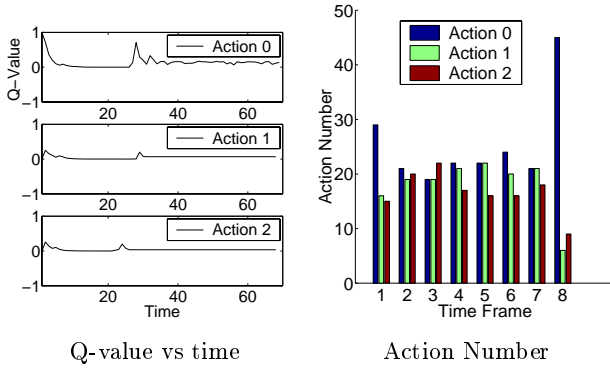 1
0
−1
Q−Value
Action 0
20
40
60
1
0
−1
Action 1
20
40
60
1
0
−1
Action 2
20
40
60
Time
Q-value vs time
50
40
30
20
10
0
Action Number
Action 0
Action 1
Action 2
1 2 3 4 5 6 7 8
Time Frame
Action Number